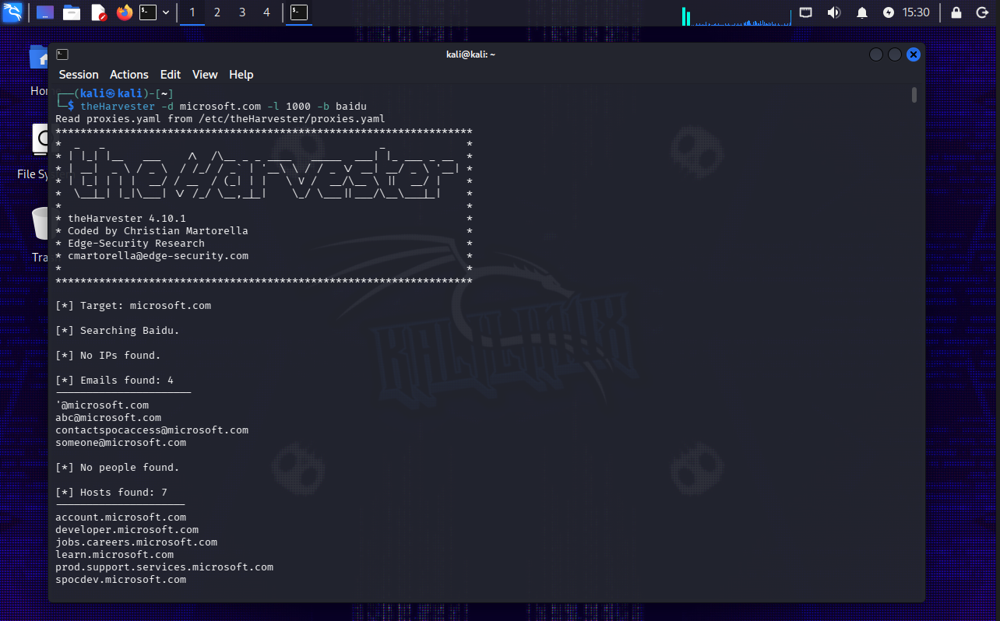 1 2 3 4 15:30
kali@kali: ~
Session Actions Edit View Help
Hor
File Sy
Tra
┌──(kali㉿kali)-[~]
└─$ theHarvester -d microsoft.com -l 1000 -b baidu
Read proxies.yaml from /etc/theHarvester/proxies.yaml
*******************************************************************
*  _   _                                            _             *
* | |_| |__   ___    /\  /\__ _ _ ____   _____  ___| |_ ___ _ __  *
* | __|  _ \ / _ \  / /_/ / _` | '__\ \ / / _ \/ __| __/ _ \ '__| *
* | |_| | | |  __/ / __  / (_| | |   \ V /  __/\__ \ ||  __/ |    *
*  \__|_| |_|\___| \/ /_/ \__,_|_|    \_/ \___||___/\__\___|_|    *
*                                                                 *
* theHarvester 4.10.1                                             *
* Coded by Christian Martorella                                   *
* Edge-Security Research                                          *
* cmartorella@edge-security.com                                   *
*                                                                 *
*******************************************************************
[*] Target: microsoft.com
[*] Searching Baidu.
[*] No IPs found.
[*] Emails found: 4
----------------------
'@microsoft.com
abc@microsoft.com
contactspocaccess@microsoft.com
someone@microsoft.com
[*] No people found.
[*] Hosts found: 7
---------------------
account.microsoft.com
developer.microsoft.com
jobs.careers.microsoft.com
learn.microsoft.com
prod.support.services.microsoft.com
spocdev.microsoft.com
KALI LINUX